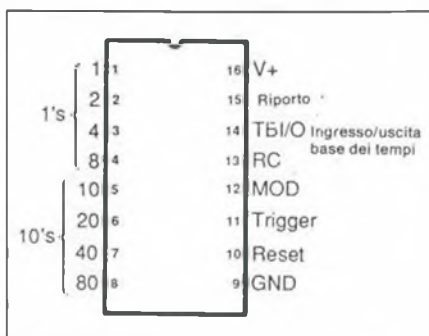 1 1 16 V+
1's
2 2 15 Riporto
4 3 14 TBI/O Ingresso/uscita
base dei tempi
8 4 13 RC
10 5 12 MOD
20 6 11 Trigger
10's
40 7 10 Reset
80 8 9 GND